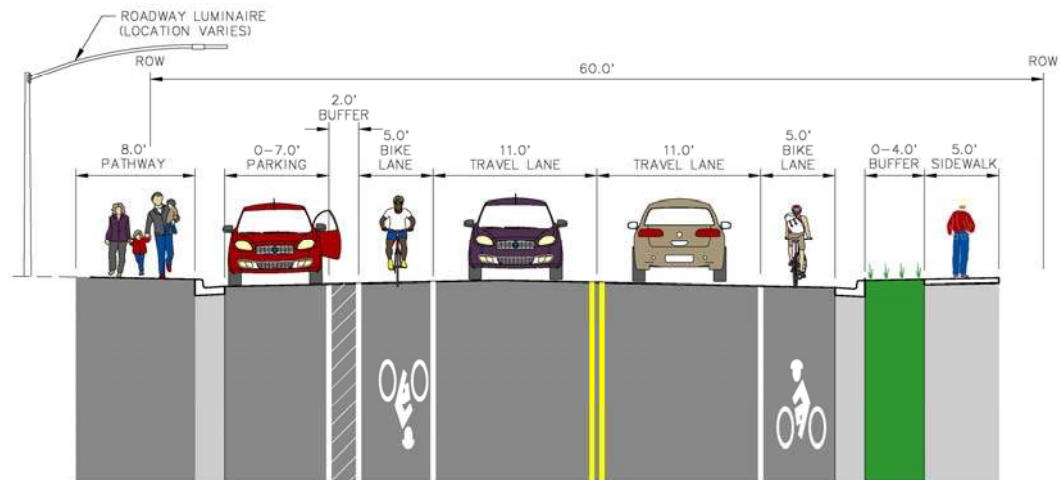 ROADWAY LUMINAIRE
(LOCATION VARIES)
ROW
60.0'
ROW
8.0'
PATHWAY
0–7.0'
PARKING
2.0'
BUFFER
5.0'
BIKE
LANE
11.0'
TRAVEL LANE
11.0'
TRAVEL LANE
5.0'
BIKE
LANE
0–4.0'
BUFFER
5.0'
SIDEWALK